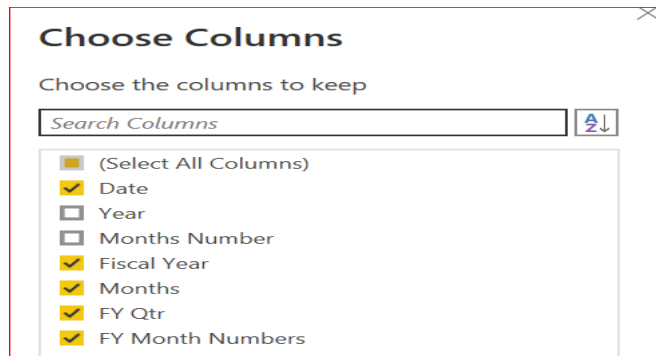 Choose Columns
Choose the columns to keep
Search Columns
AZ↓
(Select All Columns)
Date
Year
Months Number
Fiscal Year
Months
FY Qtr
FY Month Numbers